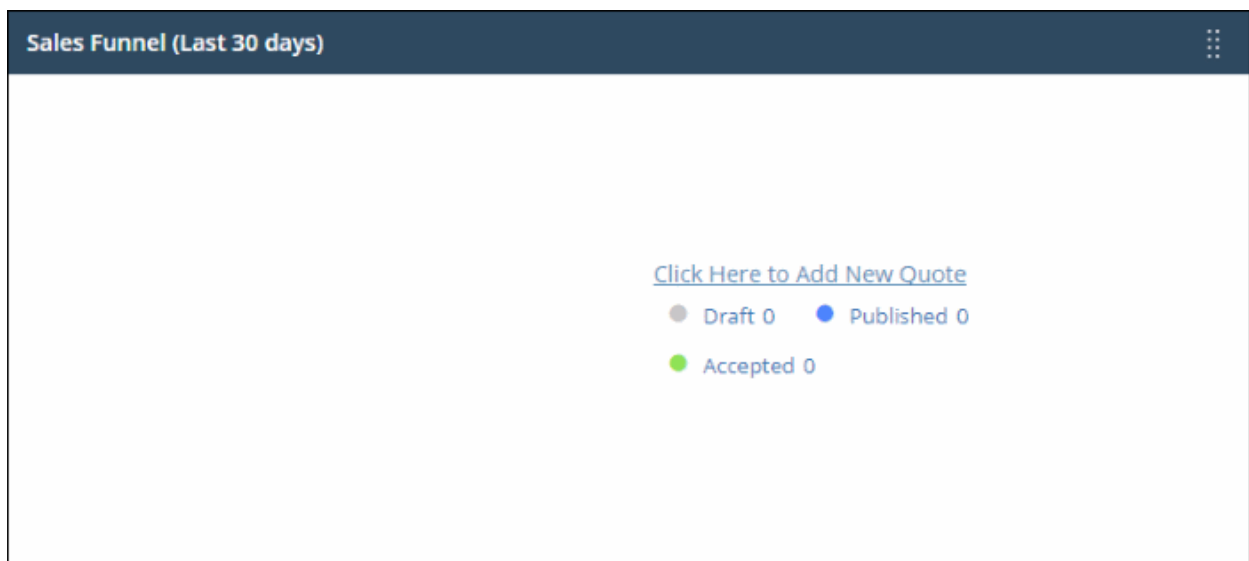 Sales Funnel (Last 30 days)
Click Here to Add New Quote
Draft 0 Published 0
Accepted 0